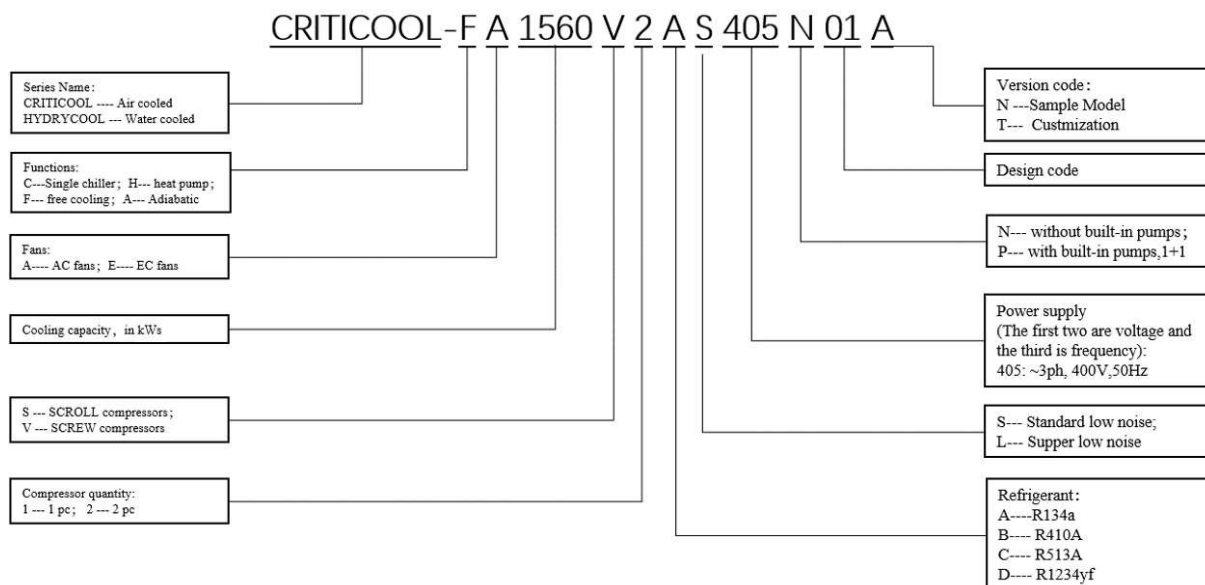 CRITICOOL-F A 1560 V 2 A S 405 N 01 A
Series Name:
CRITICOOL ---- Air cooled
HYDRYCOOL --- Water cooled
Functions:
C---Single chiller; H--- heat pump;
F--- free cooling; A--- Adiabatic
Fans:
A---- AC fans; E---- EC fans
Cooling capacity, in kWs
S --- SCROLL compressors;
V --- SCREW compressors
Compressor quantity:
1 --- 1 pc; 2 --- 2 pc
Version code:
N ---Sample Model
T--- Custmization
Design code
N--- without built-in pumps;
P--- with built-in pumps,1+1
Power supply
(The first two are voltage and
the third is frequency):
405: ~3ph, 400V,50Hz
S--- Standard low noise;
L--- Supper low noise
Refrigerant:
A----R134a
B---- R410A
C---- R513A
D---- R1234yf